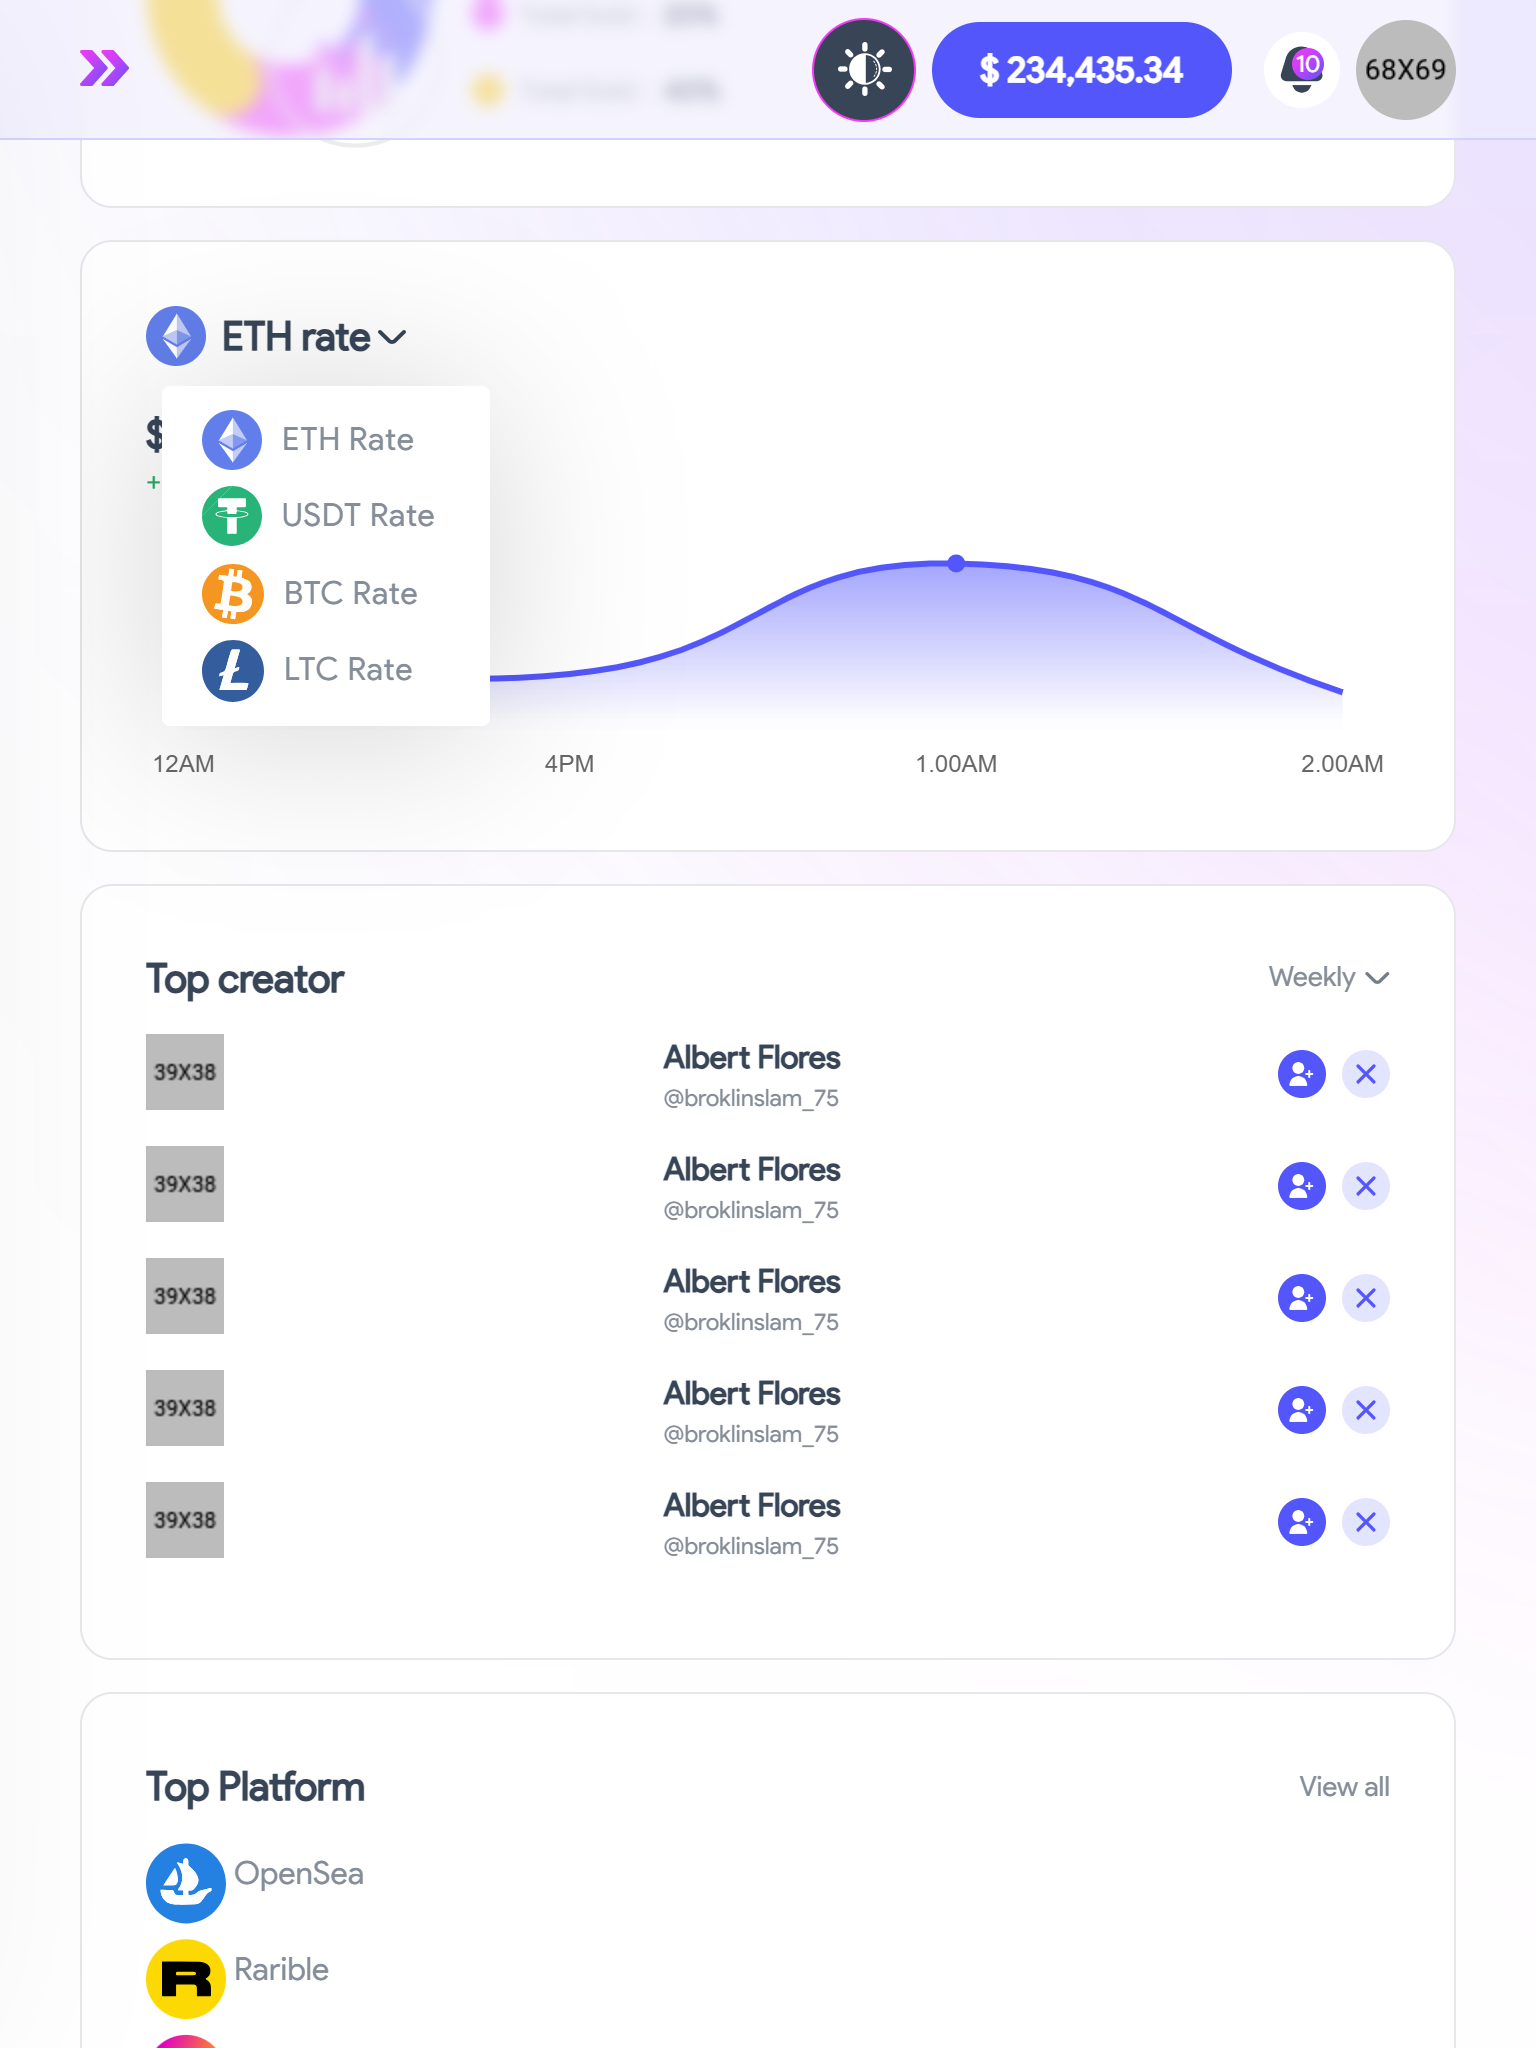 $ 234,435.34
10
68X69
ETH rate
$
+
ETH Rate
USDT Rate
BTC Rate
LTC Rate
12AM 4PM 1.00AM 2.00AM
Top creator
Weekly
39X38
Albert Flores
@broklinslam_75
39X38
Albert Flores
@broklinslam_75
39X38
Albert Flores
@broklinslam_75
39X38
Albert Flores
@broklinslam_75
39X38
Albert Flores
@broklinslam_75
Top Platform
View all
OpenSea
Rarible